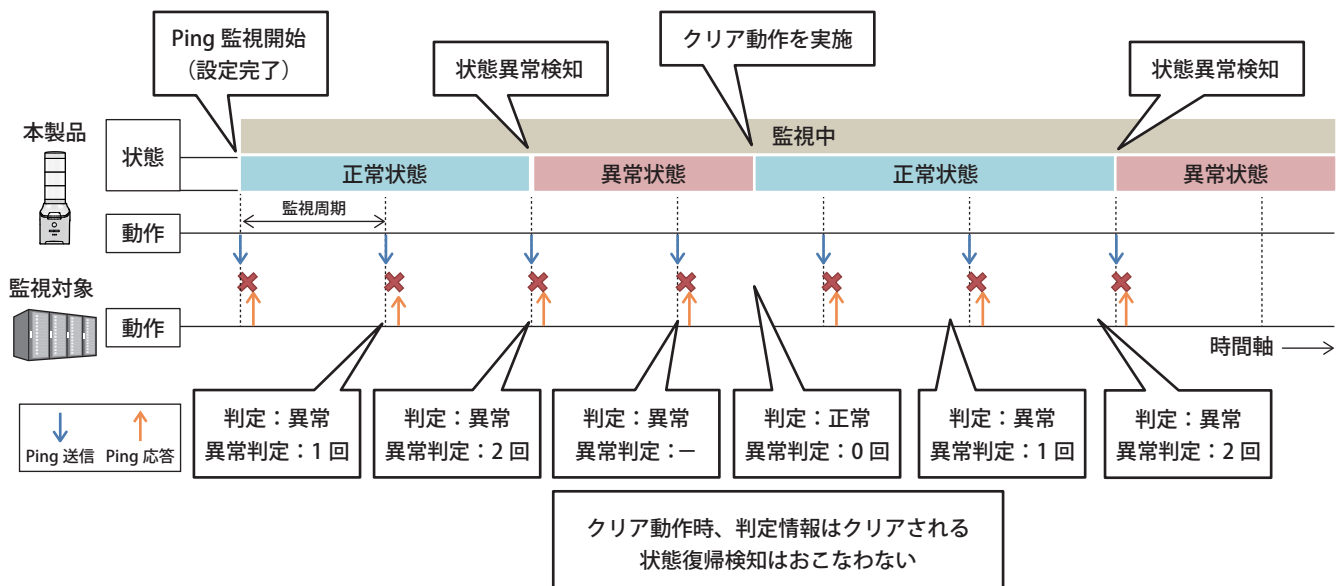 Ping 監視開始
（設定完了）
状態異常検知
クリア動作を実施
状態異常検知
本製品
状態
監視中
正常状態
異常状態
正常状態
異常状態
監視周期
動作
監視対象
動作
時間軸
Ping 送信
Ping 応答
判定：異常
異常判定：1 回
判定：異常
異常判定：2 回
判定：異常
異常判定：－
判定：正常
異常判定：0 回
判定：異常
異常判定：1 回
判定：異常
異常判定：2 回
クリア動作時、判定情報はクリアされる
状態復帰検知はおこなわない